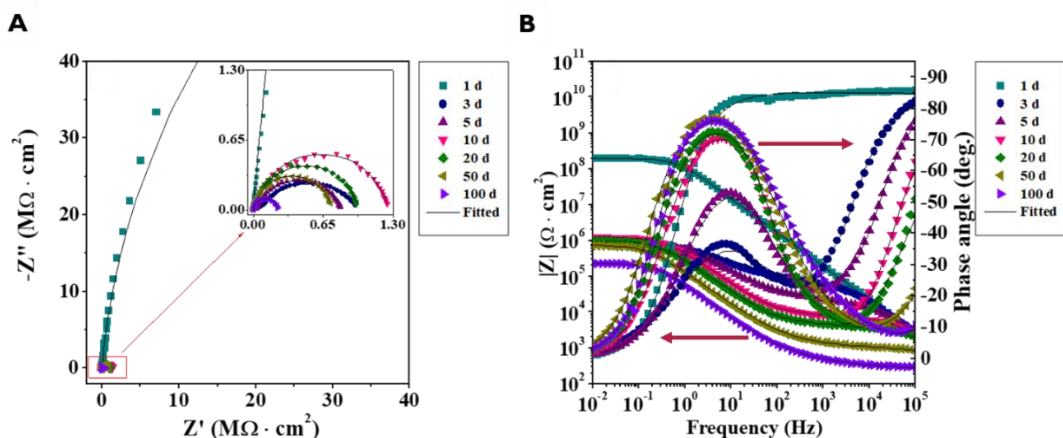 A
-Z'' (MΩ · cm²)
40
30
20
10
0
0
10
20
30
40
Z' (MΩ · cm²)
1.30
0.65
0.00
0.00
0.65
1.30
1 d
3 d
5 d
10 d
20 d
50 d
100 d
Fitted
B
|Z| (Ω · cm²)
10¹¹
10¹⁰
10⁹
10⁸
10⁷
10⁶
10⁵
10⁴
10³
10²
10⁻²
10⁻¹
10⁰
10¹
10²
10³
10⁴
10⁵
Frequency (Hz)
-90
-80
-70
-60
-50
-40
-30
-20
-10
0
Phase angle (deg.)
1 d
3 d
5 d
10 d
20 d
50 d
100 d
Fitted